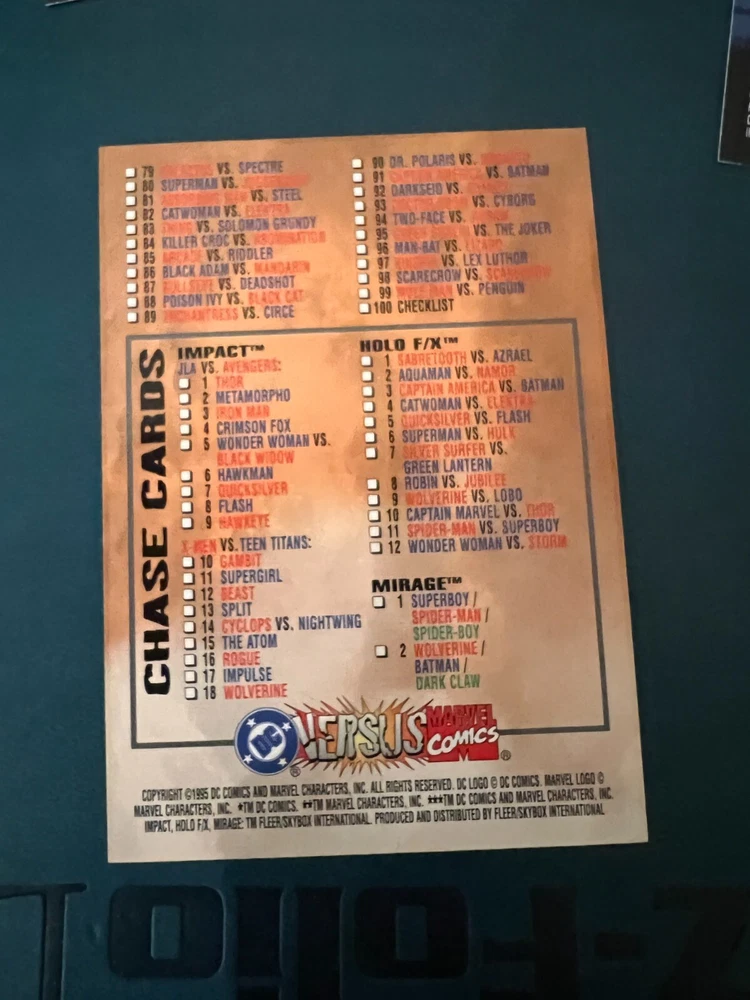 79 VS. SPECTRE
80 SUPERMAN VS.
81 VS. STEEL
82 CATWOMAN VS. ELEKTRA
83 THING VS. SOLOMON GRUNDY
84 KILLER CROC VS. ABOMINATION
85 ARCADE VS. RIDDLER
86 BLACK ADAM VS. MANDARIN
87 BULLSEYE VS. DEADSHOT
88 POISON IVY VS. BLACK CAT
89 ENCHANTRESS VS. CIRCE
90 DR. POLARIS VS.
91 CAPTAIN AMERICA VS. BATMAN
92 DARKSEID VS.
93 VS. CYBORG
94 TWO-FACE VS.
95 VS. THE JOKER
96 MAN-BAT VS. LIZARD
97 KINGPIN VS. LEX LUTHOR
98 SCARECROW VS. SCARECROW
99 VS. PENGUIN
100 CHECKLIST
CHASE CARDS
IMPACT™
JLA VS. AVENGERS:
1 THOR
2 METAMORPHO
3 IRON MAN
4 CRIMSON FOX
5 WONDER WOMAN VS.
BLACK WIDOW
6 HAWKMAN
7 QUICKSILVER
8 FLASH
9 HAWKEYE
X-MEN VS. TEEN TITANS:
10 GAMBIT
11 SUPERGIRL
12 BEAST
13 SPLIT
14 CYCLOPS VS. NIGHTWING
15 THE ATOM
16 ROGUE
17 IMPULSE
18 WOLVERINE
HOLO F/X™
1 SABRETOOTH VS. AZRAEL
2 AQUAMAN VS. NAMOR
3 CAPTAIN AMERICA VS. BATMAN
4 CATWOMAN VS. ELEKTRA
5 QUICKSILVER VS. FLASH
6 SUPERMAN VS. HULK
7 SILVER SURFER VS.
GREEN LANTERN
8 ROBIN VS. JUBILEE
9 WOLVERINE VS. LOBO
10 CAPTAIN MARVEL VS. THOR
11 SPIDER-MAN VS. SUPERBOY
12 WONDER WOMAN VS. STORM
MIRAGE™
1 SUPERBOY /
SPIDER-MAN /
SPIDER-BOY
2 WOLVERINE /
BATMAN /
DARK CLAW
DC ® VERSUS MARVEL COMICS ®
COPYRIGHT ©1995 DC COMICS AND MARVEL CHARACTERS, INC. ALL RIGHTS RESERVED. DC LOGO © DC COMICS. MARVEL LOGO ©
MARVEL CHARACTERS, INC. *TM DC COMICS. **TM MARVEL CHARACTERS, INC. ***TM DC COMICS AND MARVEL CHARACTERS, INC.
IMPACT, HOLO F/X, MIRAGE: TM FLEER/SKYBOX INTERNATIONAL. PRODUCED AND DISTRIBUTED BY FLEER/SKYBOX INTERNATIONAL